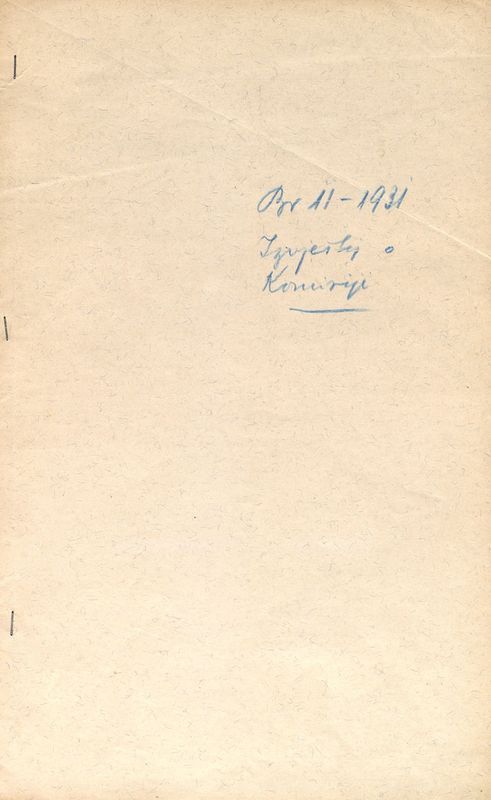 Br 11 – 1931
Izvještaj o
Komisiji